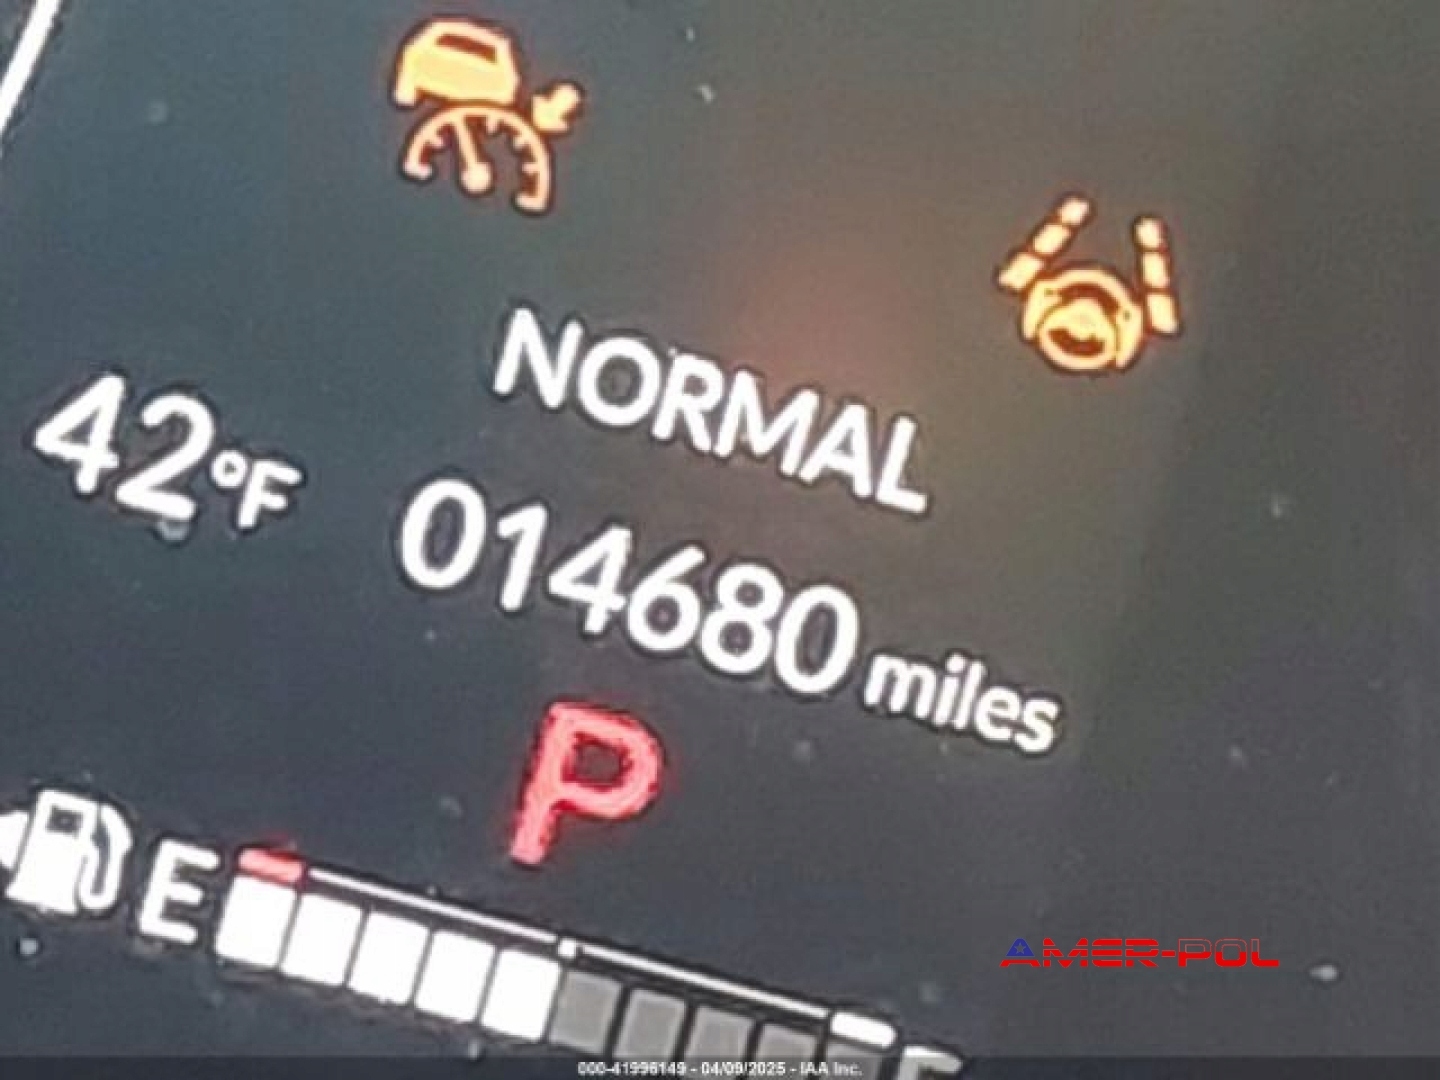 NORMAL
42°F
014680 miles
P
E
AMER-POL
000-41996149 - 04/09/2025 - IAA Inc.